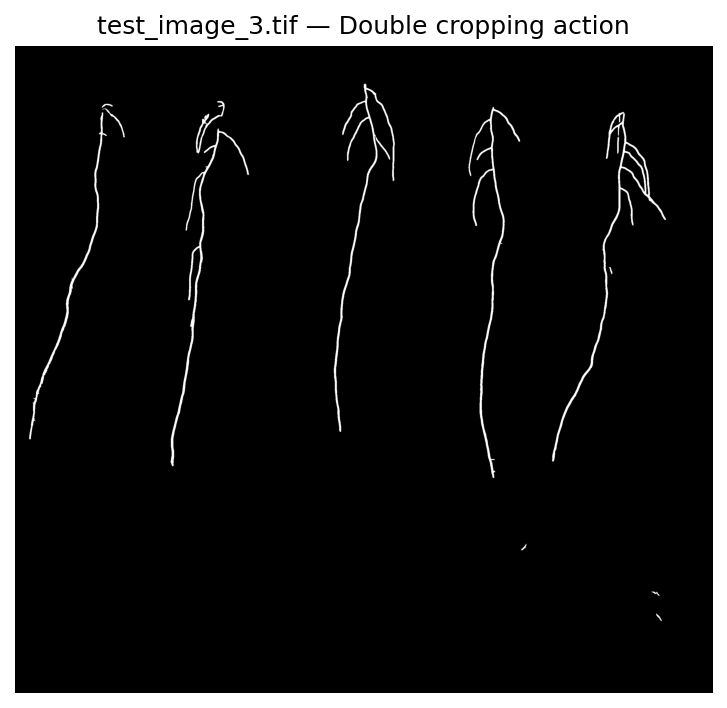 test_image_3.tif — Double cropping action